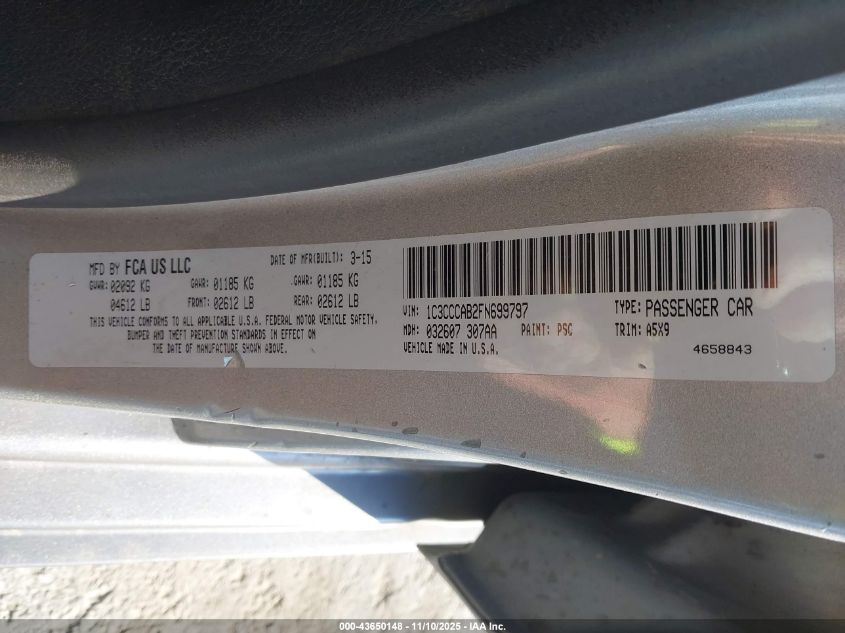 MFD BY FCA US LLC DATE OF MFR(BUILT): 3-15
GVWR: 02092 KG GAWR: 01185 KG GAWR: 01185 KG
04612 LB FRONT: 02612 LB REAR: 02612 LB
THIS VEHICLE CONFORMS TO ALL APPLICABLE U.S.A. FEDERAL MOTOR VEHICLE SAFETY,
BUMPER AND THEFT PREVENTION STANDARDS IN EFFECT ON
THE DATE OF MANUFACTURE SHOWN ABOVE.
VIN: 1C3CCCAB2FN699797 TYPE: PASSENGER CAR
MDH: 032607 307AA PAINT: PSC TRIM: A5X9
VEHICLE MADE IN U.S.A. 4658843
000-43650148 - 11/10/2025 - IAA Inc.